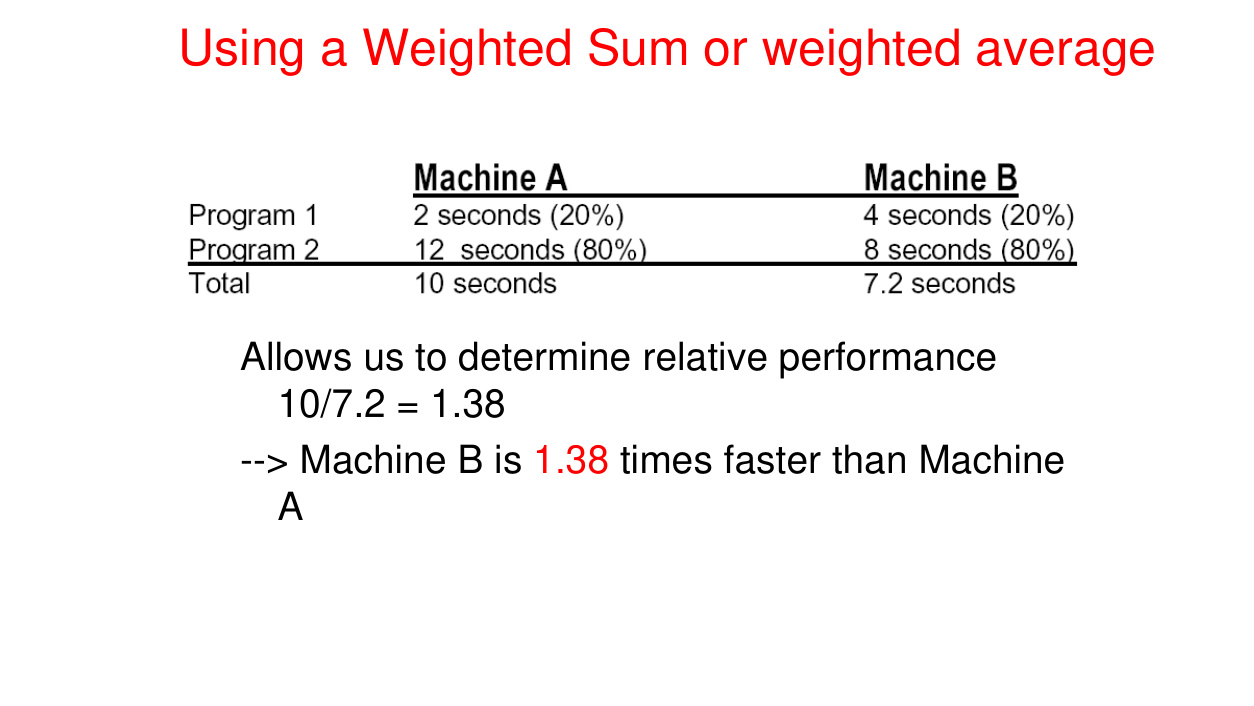 Using a Weighted Sum or weighted average
Machine A Machine B
Program 1 2 seconds (20%) 4 seconds (20%)
Program 2 12 seconds (80%) 8 seconds (80%)
Total 10 seconds 7.2 seconds
Allows us to determine relative performance
10/7.2 = 1.38
--> Machine B is 1.38 times faster than Machine
A